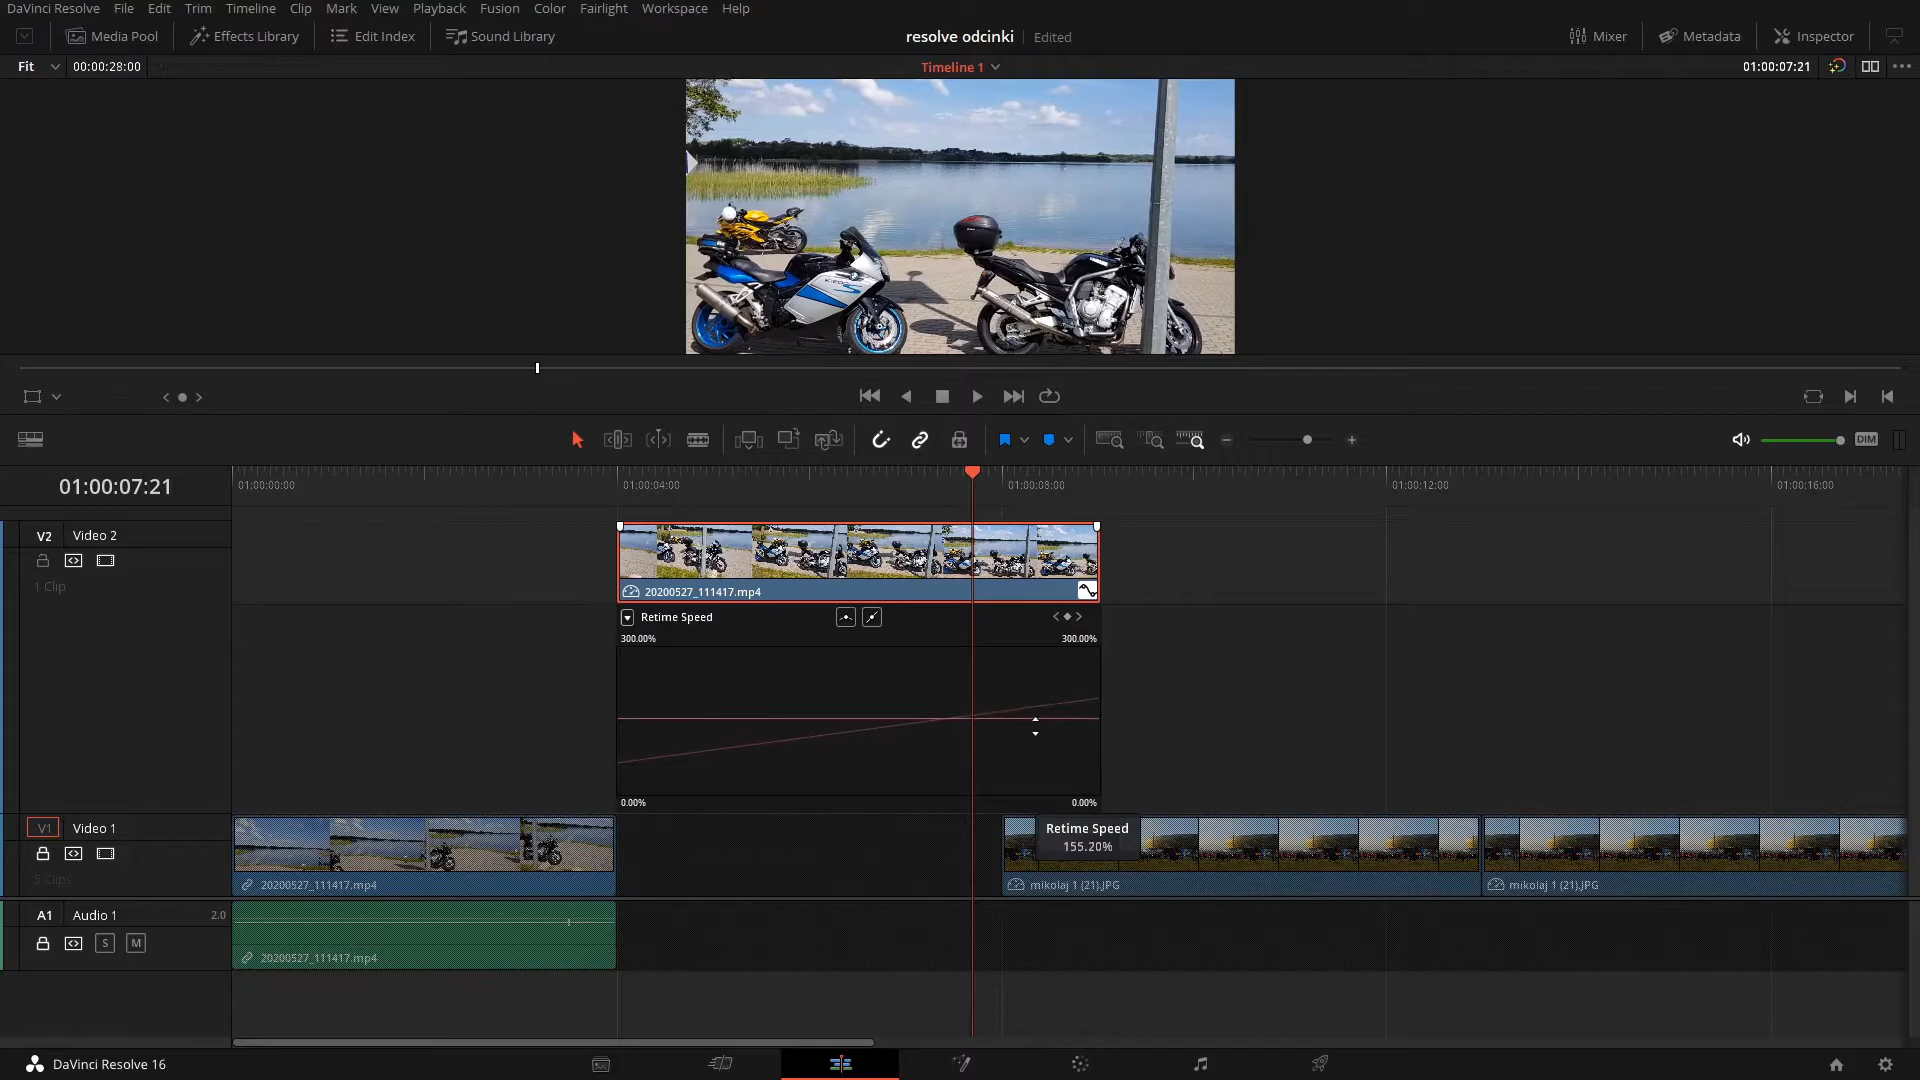 DaVinci Resolve File Edit Trim Timeline Clip Mark View Playback Fusion Color Fairlight Workspace Help
Media Pool Effects Library Edit Index Sound Library resolve odcinki Edited Mixer Metadata Inspector
Fit 00:00:28:00 Timeline 1 01:00:07:21
DIM
01:00:07:21 01:00:00:00 01:00:04:00 01:00:08:00 01:00:12:00 01:00:16:00
V2 Video 2
1 Clip
20200527_111417.mp4
Retime Speed
300.00% 300.00%
0.00% 0.00%
V1 Video 1
Retime Speed
155.20%
5 Clips
20200527_111417.mp4 mikolaj 1 (21).JPG mikolaj 1 (21).JPG
A1 Audio 1 2.0
S M
20200527_111417.mp4
DaVinci Resolve 16